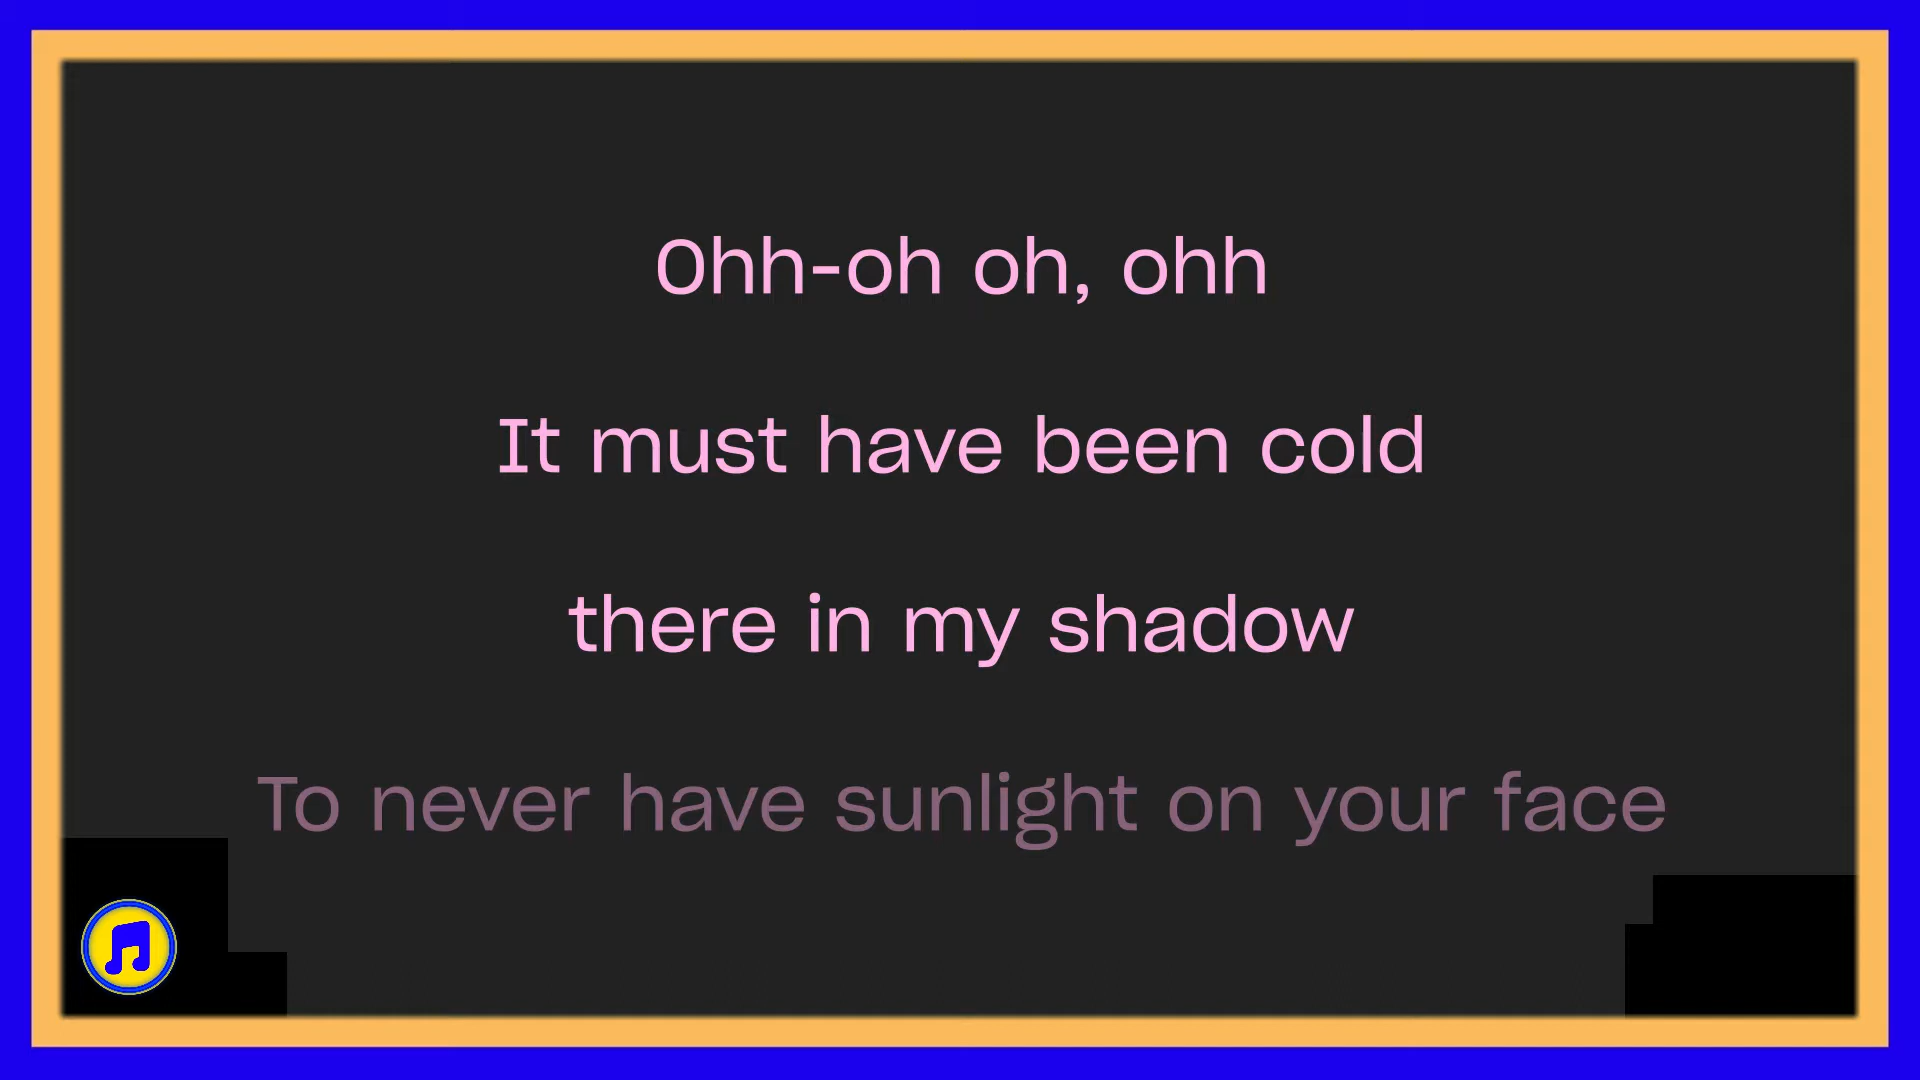 Ohh-oh oh, ohh
It must have been cold
there in my shadow
To never have sunlight on your face